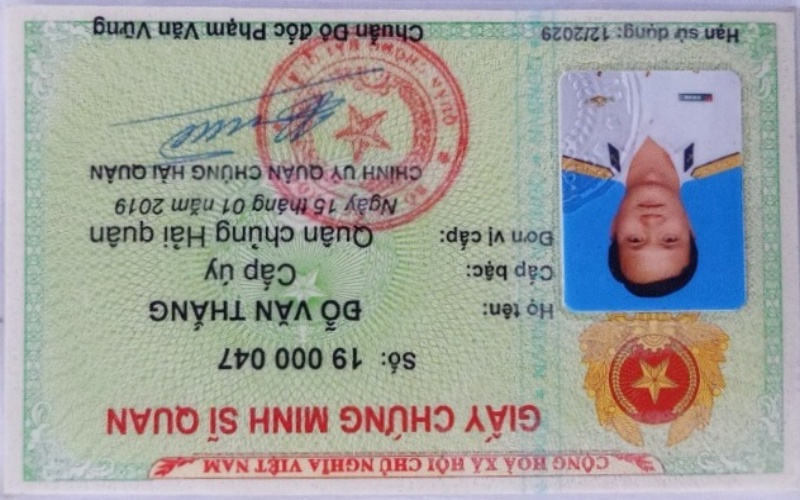 CỘNG HOÀ XÃ HỘI CHỦ NGHĨA VIỆT NAM
GIẤY CHỨNG MINH SĨ QUAN
Số: 19 000 047
Họ tên: ĐỖ VĂN THẮNG
Cấp bậc: Cấp úy
Đơn vị cấp: Quân chủng Hải quân
Ngày 15 tháng 01 năm 2019
CHÍNH UỶ QUÂN CHỦNG HẢI QUÂN
Hạn sử dụng: 12/2029
Chuẩn Đô đốc Phạm Văn Vững